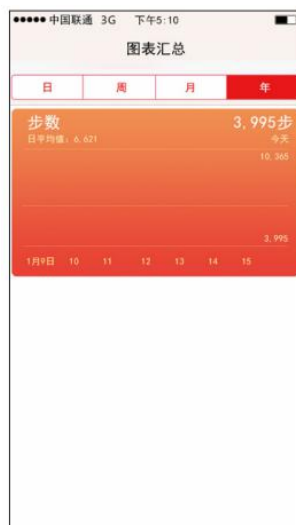 中国联通 3G 下午5:10
图表汇总
日 周 月 年
步数 3,995步
日平均值：6,621 今天
10,365
3,995
1月9日 10 11 12 13 14 15